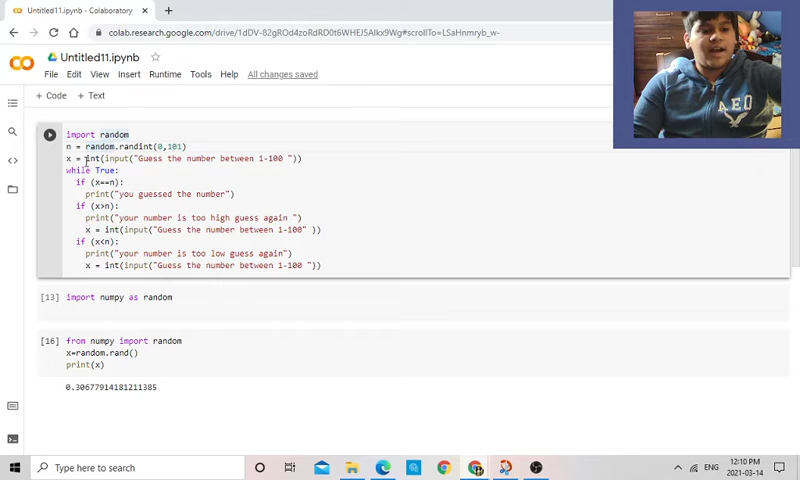 Untitled11.ipynb - Colaboratory
colab.research.google.com/drive/1dDV-82gROd4zoRdRD0t6WHEJ5Alkx9Wg#scrollTo=LSaHnmryb_w-
Untitled11.ipynb
File Edit View Insert Runtime Tools Help All changes saved
+ Code + Text
import random
n = random.randint(0,101)
x = int(input("Guess the number between 1-100 "))
while True:
if (x==n):
print("you guessed the number")
if (x>n):
print("your number is too high guess again ")
x = int(input("Guess the number between 1-100" ))
if (x<n):
print("your number is too low guess again")
x = int(input("Guess the number between 1-100 "))
[13] import numpy as random
[16] from numpy import random
x=random.rand()
print(x)
0.30677914181211385
AEO
Type here to search
ENG
12:10 PM
2021-03-14